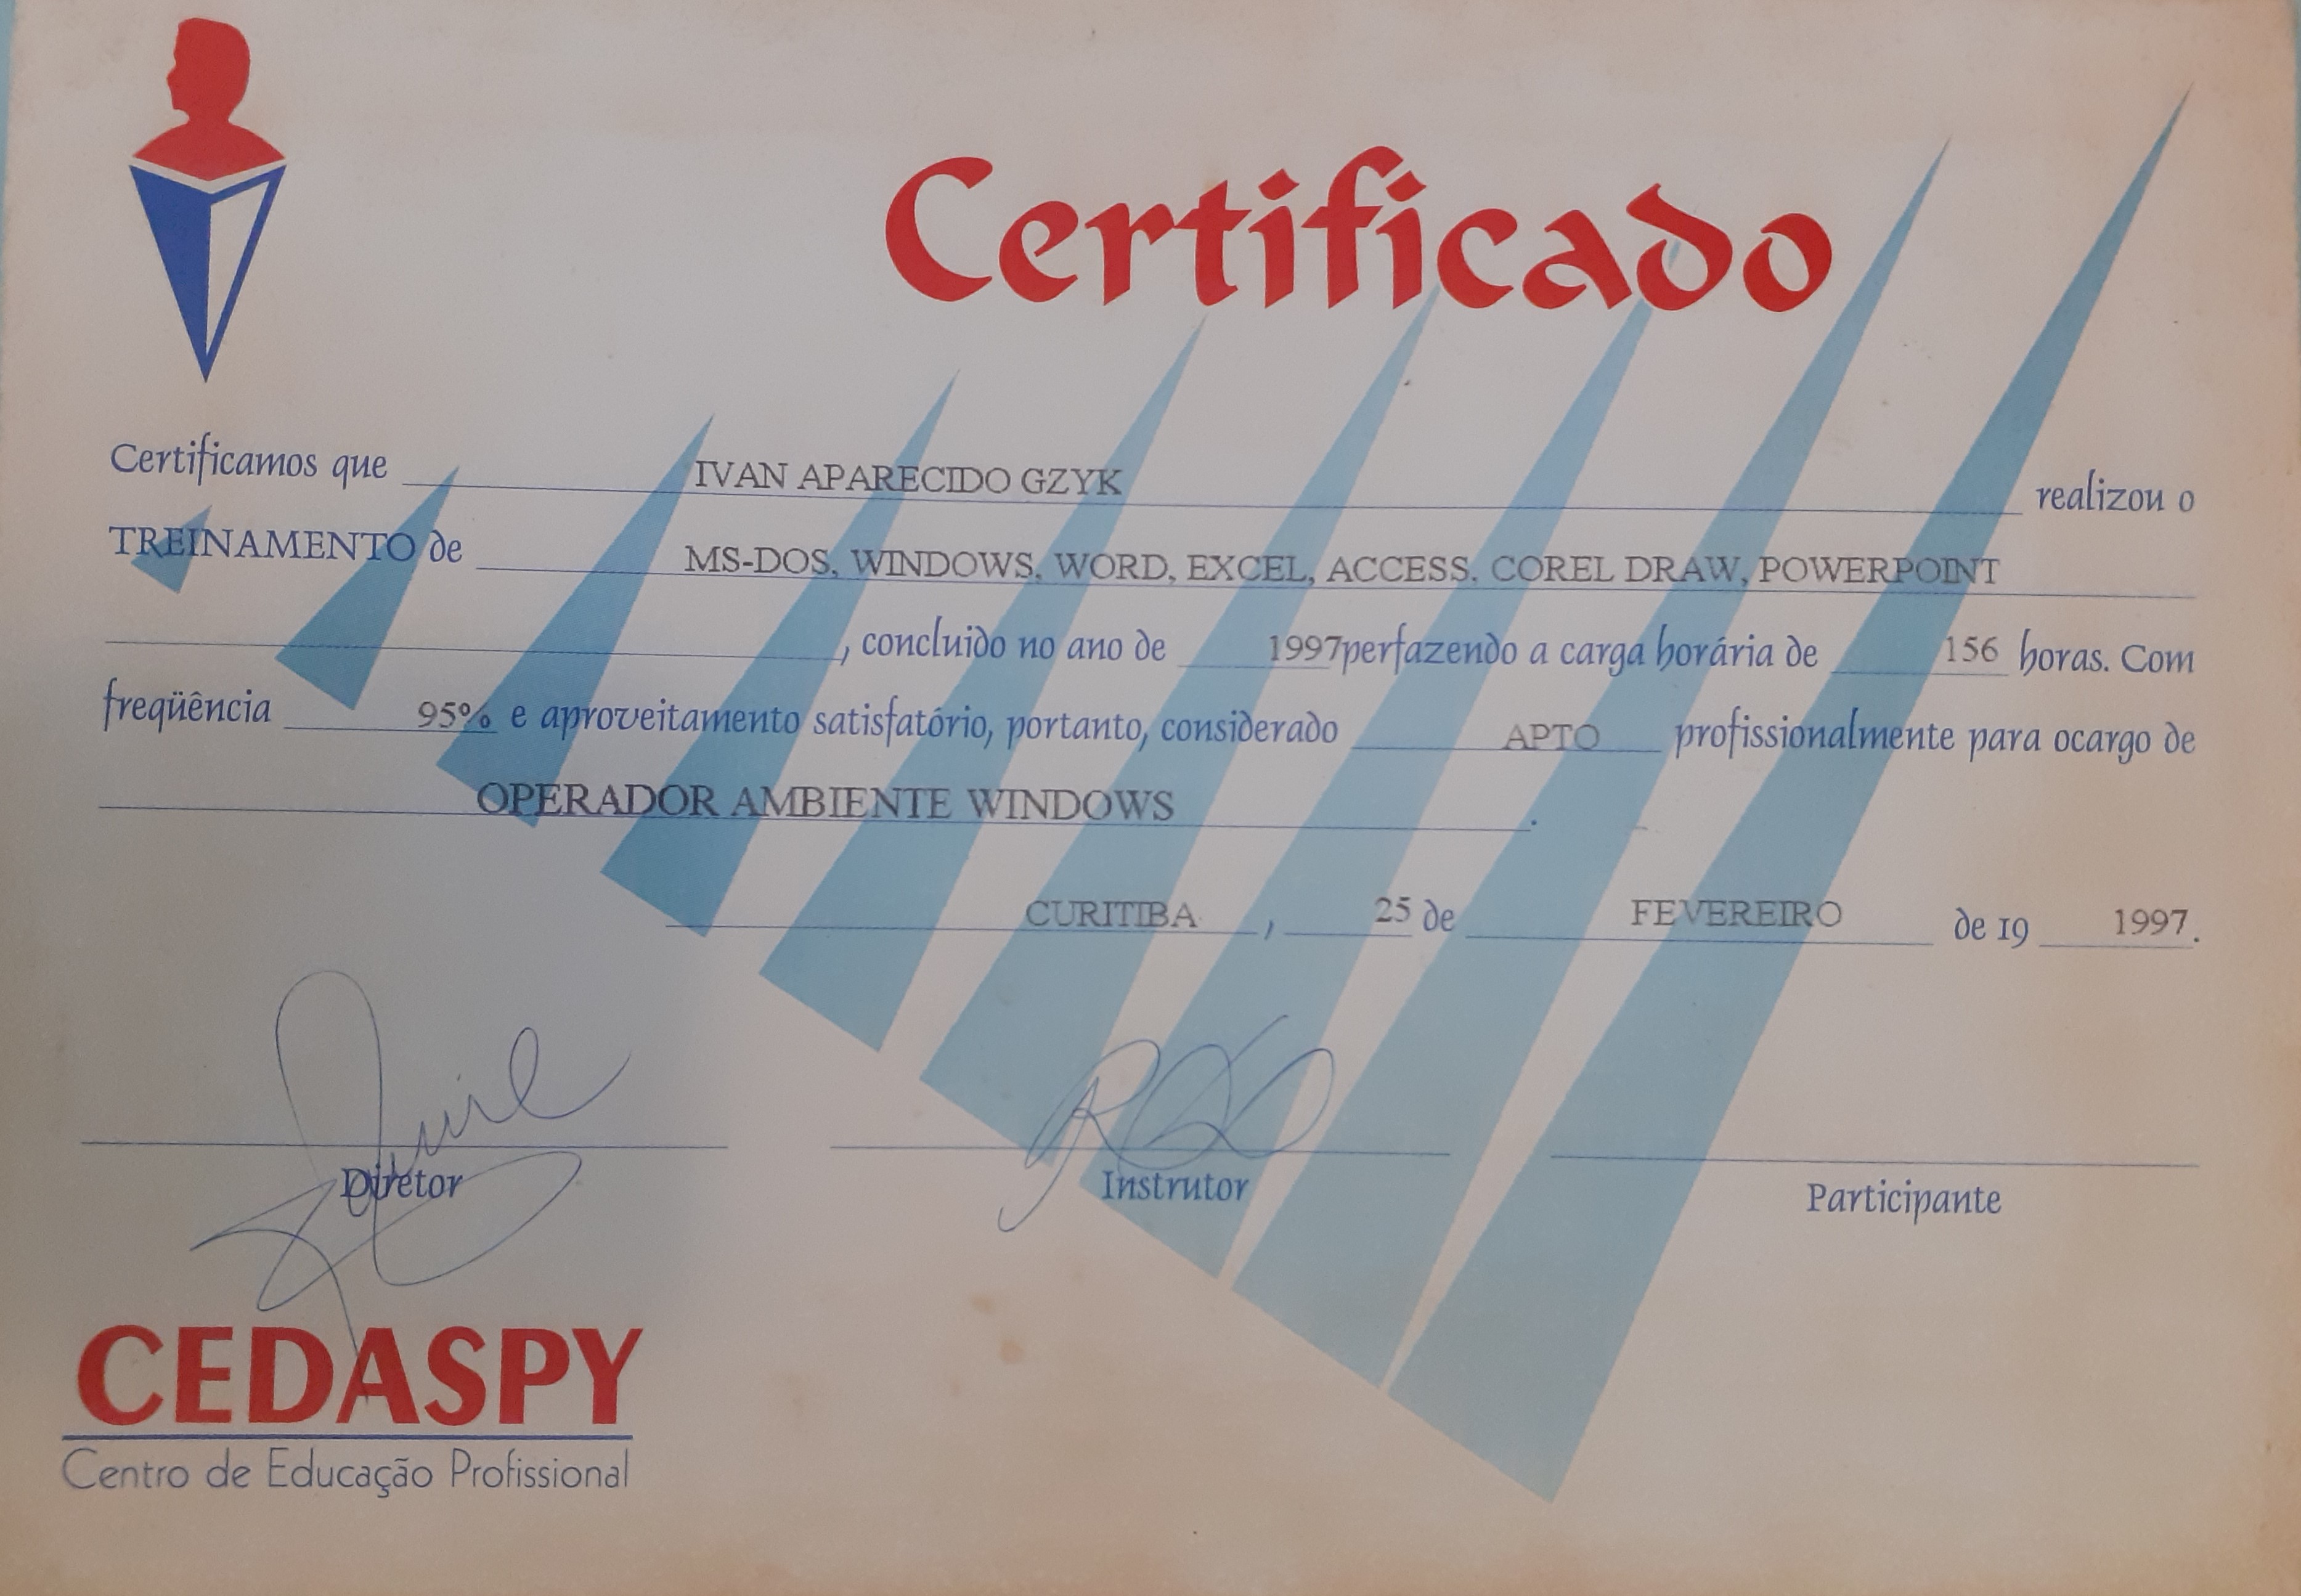 Certificado
Certificamos que IVAN APARECIDO GZYK realizou o
TREINAMENTO de MS-DOS, WINDOWS, WORD, EXCEL, ACCESS, COREL DRAW, POWERPOINT
, concluido no ano de 1997 perfazendo a carga horária de 156 horas. Com
freqüência 95% e aproveitamento satisfatório, portanto, considerado APTO profissionalmente para ocargo de
OPERADOR AMBIENTE WINDOWS.
CURITIBA, 25 de FEVEREIRO de 19 1997.
Diretor Instrutor Participante
CEDASPY
Centro de Educação Profissional